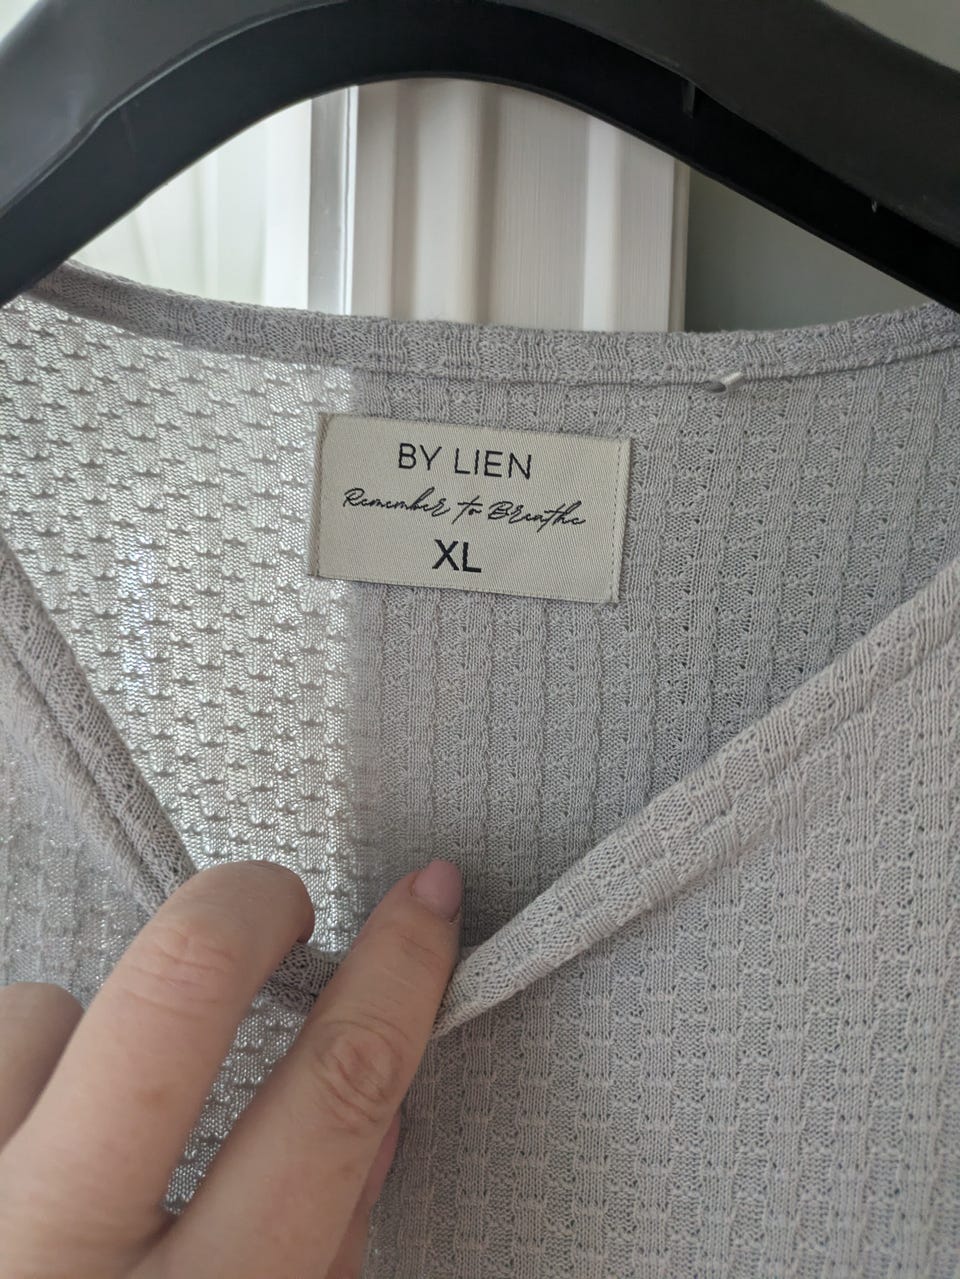 BY LIEN
Remember to Breathe
XL